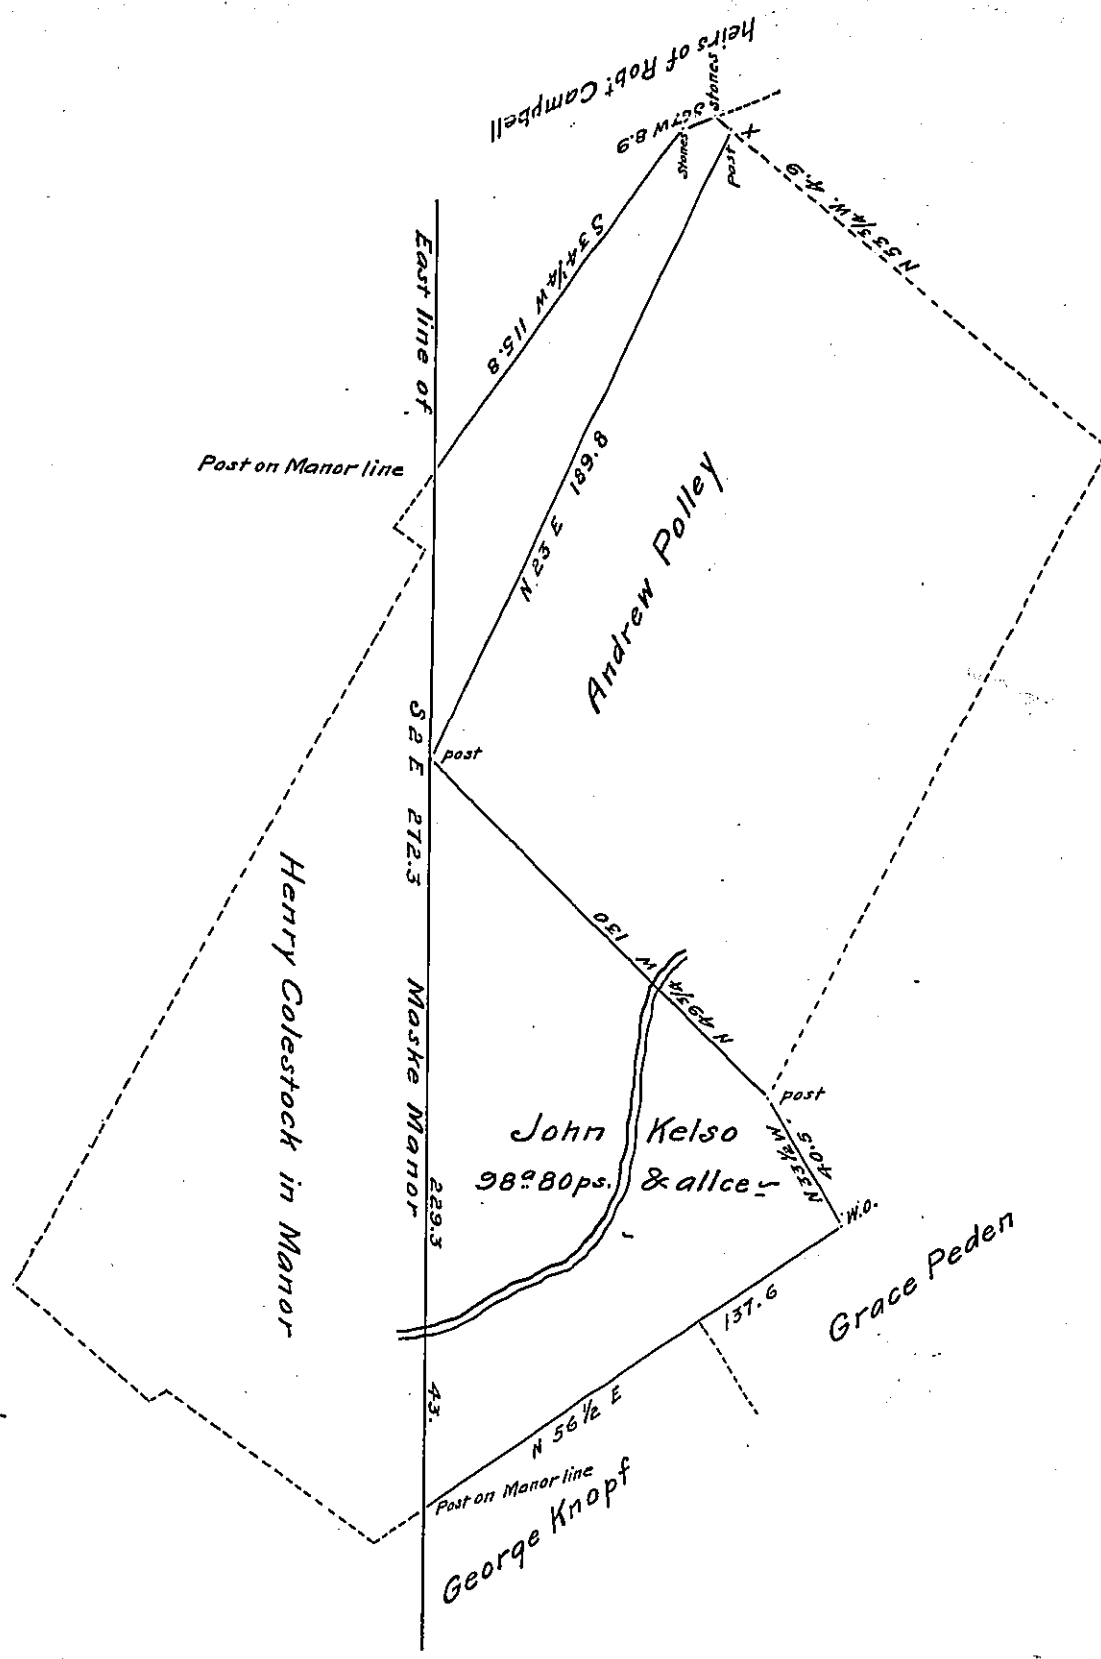 heirs of Robt Campbell
stones
S67W 8.9
stones
post
X
N 53 3/4 W. 4.9
S 34 1/4 W 115.8
East line of
Post on Manor line
N. 23 E 189.8
Andrew Polley
S 2 E 272.3
post
Maske Manor
Henry Colestock in Manor
N 49 3/4 W 130
post
N 33 1/2 W 40.5
John Kelso
98a 80ps. & allce
W.O.
229.3
Grace Peden
137.6
43.
N 56 1/2 E
Post on Manor line
George Knopf